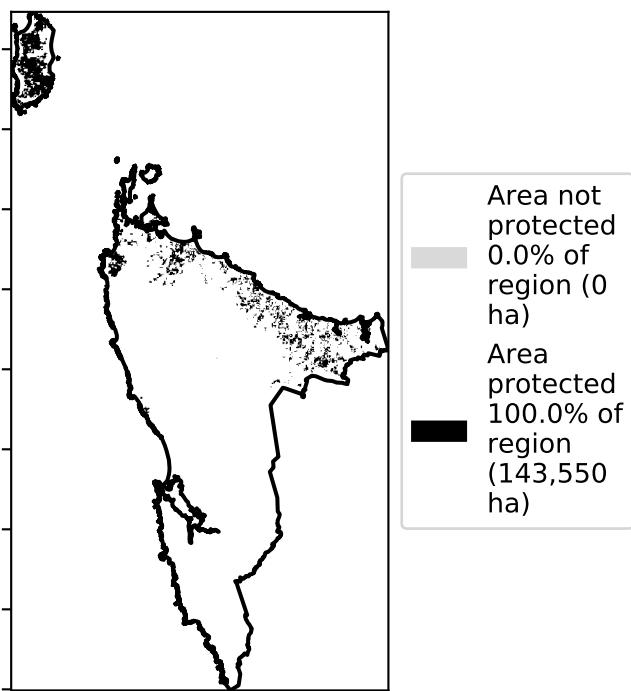 Area not
protected
0.0% of
region (0
ha)
Area
protected
100.0% of
region
(143,550
ha)